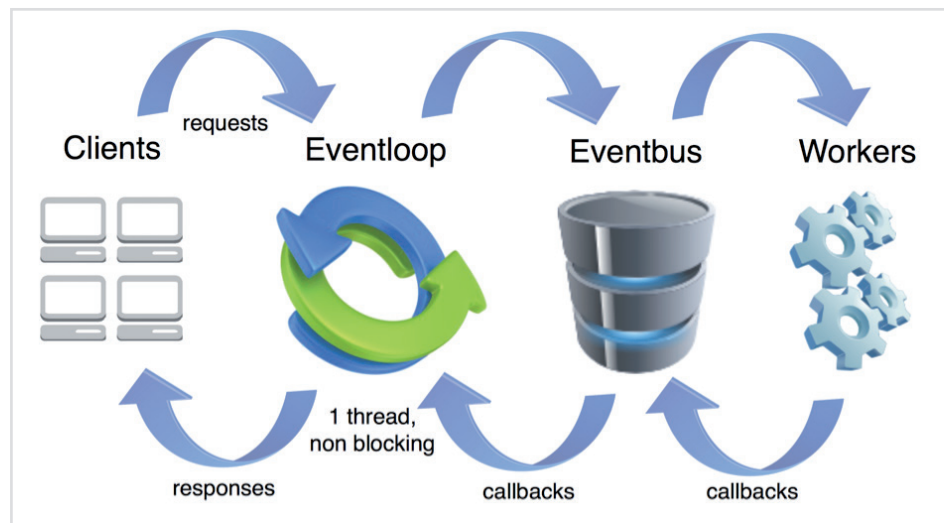 requests
Clients
Eventloop
Eventbus
Workers
1 thread,
non blocking
responses
callbacks
callbacks